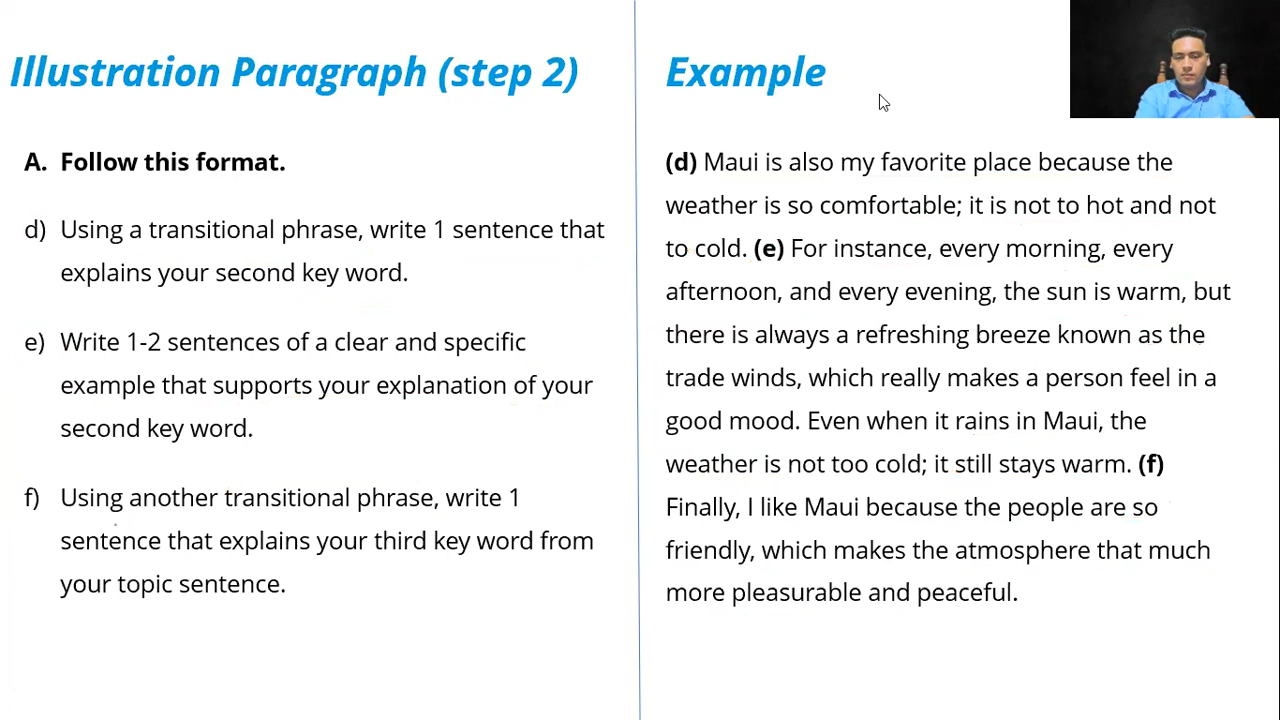 Illustration Paragraph (step 2)
A. Follow this format.
d) Using a transitional phrase, write 1 sentence that
explains your second key word.
e) Write 1-2 sentences of a clear and specific
example that supports your explanation of your
second key word.
f) Using another transitional phrase, write 1
sentence that explains your third key word from
your topic sentence.
Example
(d) Maui is also my favorite place because the
weather is so comfortable; it is not to hot and not
to cold. (e) For instance, every morning, every
afternoon, and every evening, the sun is warm, but
there is always a refreshing breeze known as the
trade winds, which really makes a person feel in a
good mood. Even when it rains in Maui, the
weather is not too cold; it still stays warm. (f)
Finally, I like Maui because the people are so
friendly, which makes the atmosphere that much
more pleasurable and peaceful.